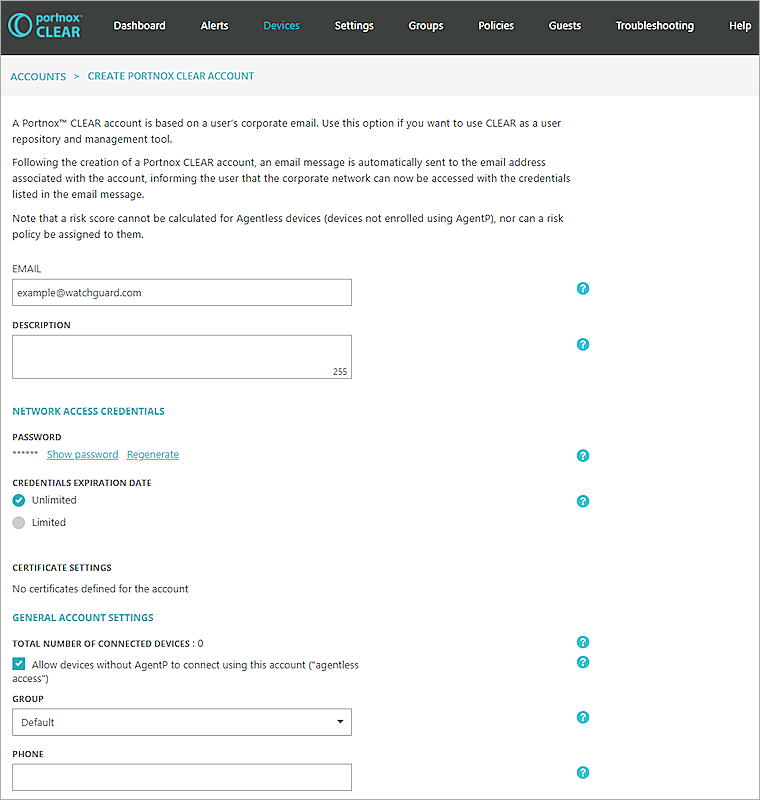 portnox™
CLEAR
Dashboard Alerts Devices Settings Groups Policies Guests Troubleshooting Help
ACCOUNTS > CREATE PORTNOX CLEAR ACCOUNT
A Portnox™ CLEAR account is based on a user's corporate email. Use this option if you want to use CLEAR as a user
repository and management tool.
Following the creation of a Portnox CLEAR account, an email message is automatically sent to the email address
associated with the account, informing the user that the corporate network can now be accessed with the credentials
listed in the email message.
Note that a risk score cannot be calculated for Agentless devices (devices not enrolled using AgentP), nor can a risk
policy be assigned to them.
EMAIL
example@watchguard.com
?
DESCRIPTION
?
255
NETWORK ACCESS CREDENTIALS
PASSWORD
****** Show password Regenerate
?
CREDENTIALS EXPIRATION DATE
Unlimited
?
Limited
CERTIFICATE SETTINGS
No certificates defined for the account
GENERAL ACCOUNT SETTINGS
TOTAL NUMBER OF CONNECTED DEVICES : 0
?
Allow devices without AgentP to connect using this account ("agentless
?
access")
GROUP
Default
?
PHONE
?